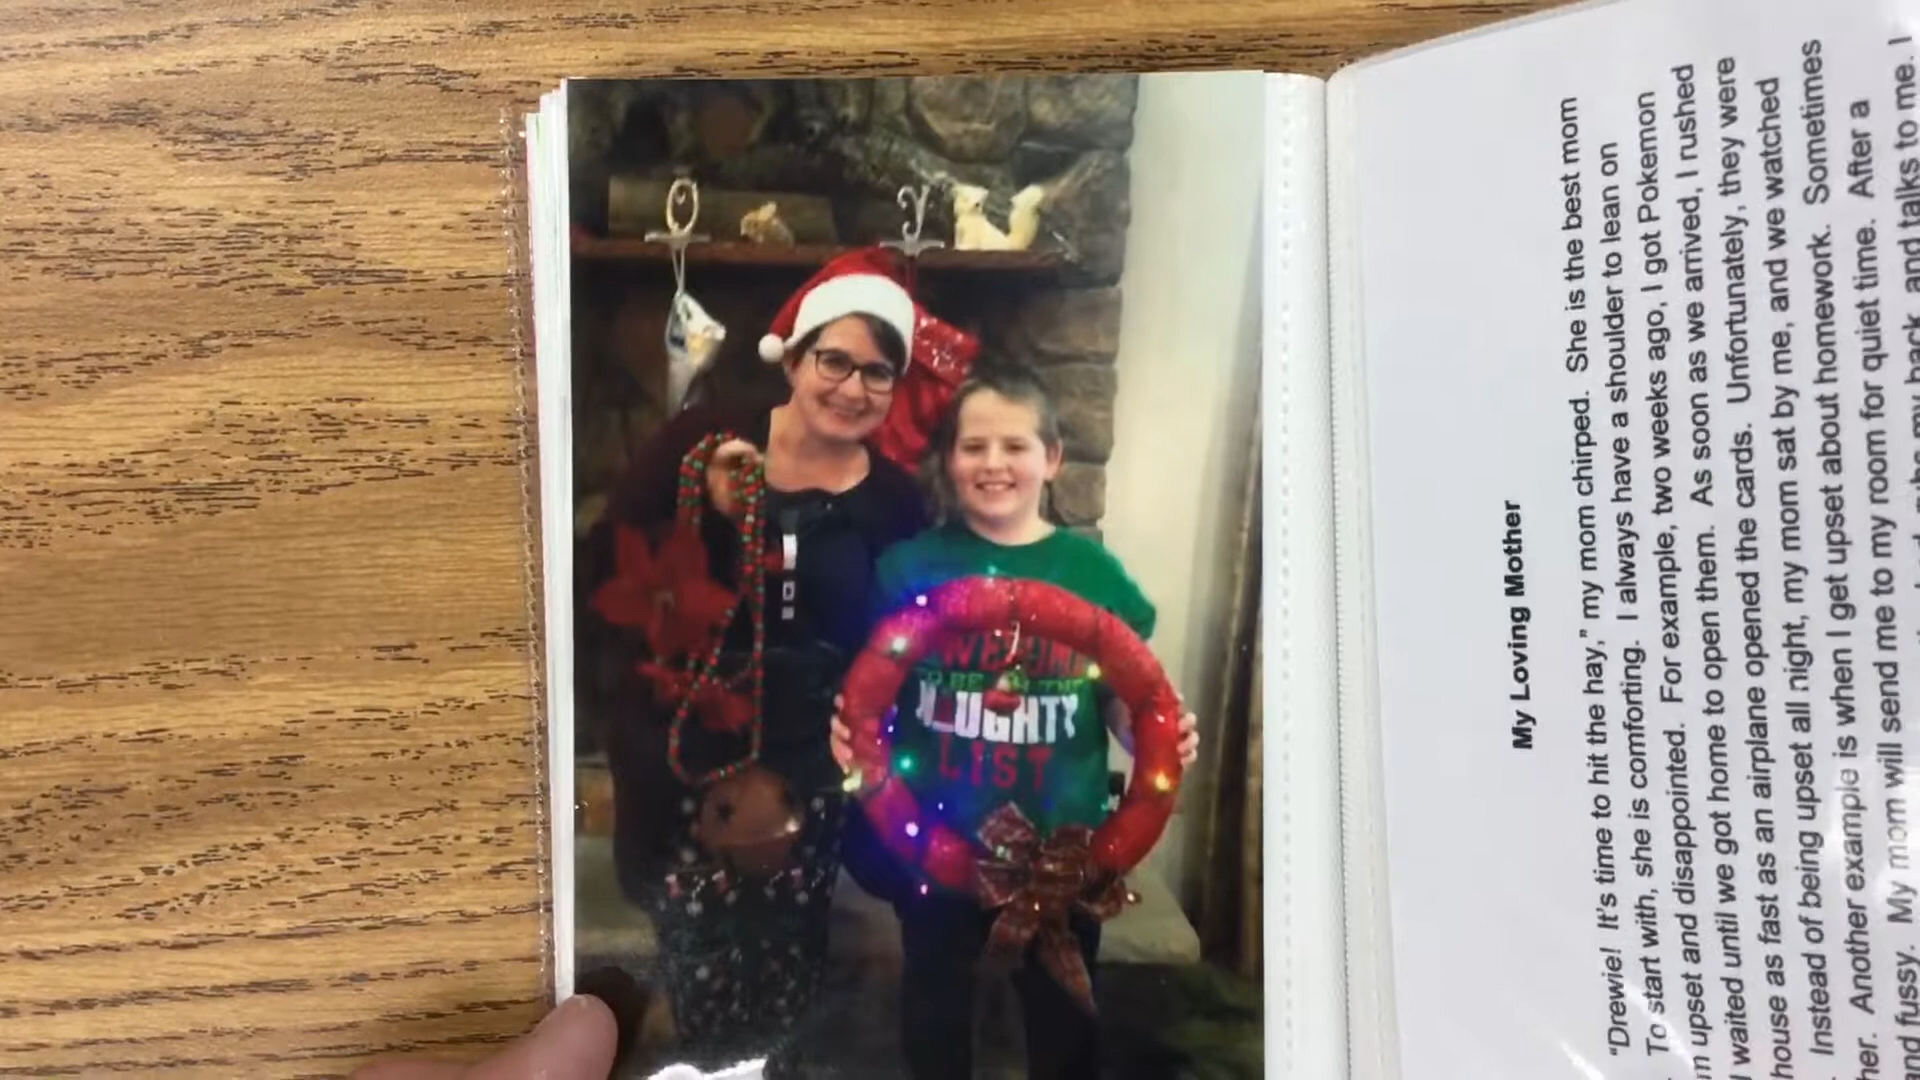 My Loving Mother
"Drewie! It's time to hit the hay," my mom chirped. She is the best mom
To start with, she is comforting. I always have a shoulder to lean on
upset and disappointed. For example, two weeks ago, I got Pokemon
I waited until we got home to open them. As soon as we arrived, I rushed
house as fast as an airplane opened the cards. Unfortunately, they were
Instead of being upset all night, my mom sat by me, and we watched
her. Another example is when I get upset about homework. Sometimes
and fussy. My mom will send me to my room for quiet time. After a
my back, and talks to me. I
NAUGHTY
LIST